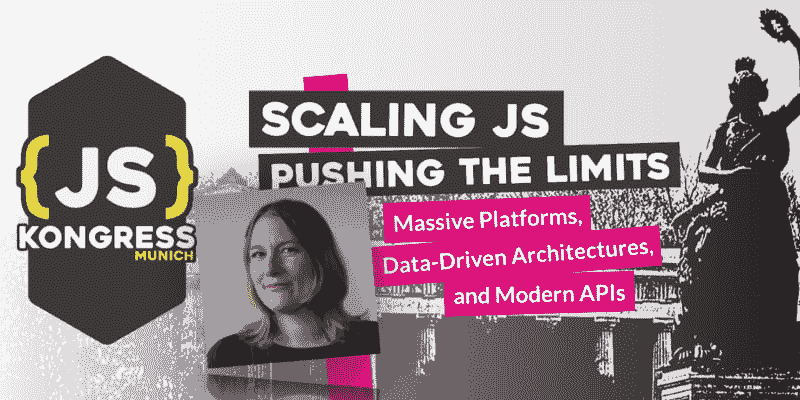 {JS}
KONGRESS
MUNICH
SCALING JS
PUSHING THE LIMITS
Massive Platforms,
Data-Driven Architectures,
and Modern APIs